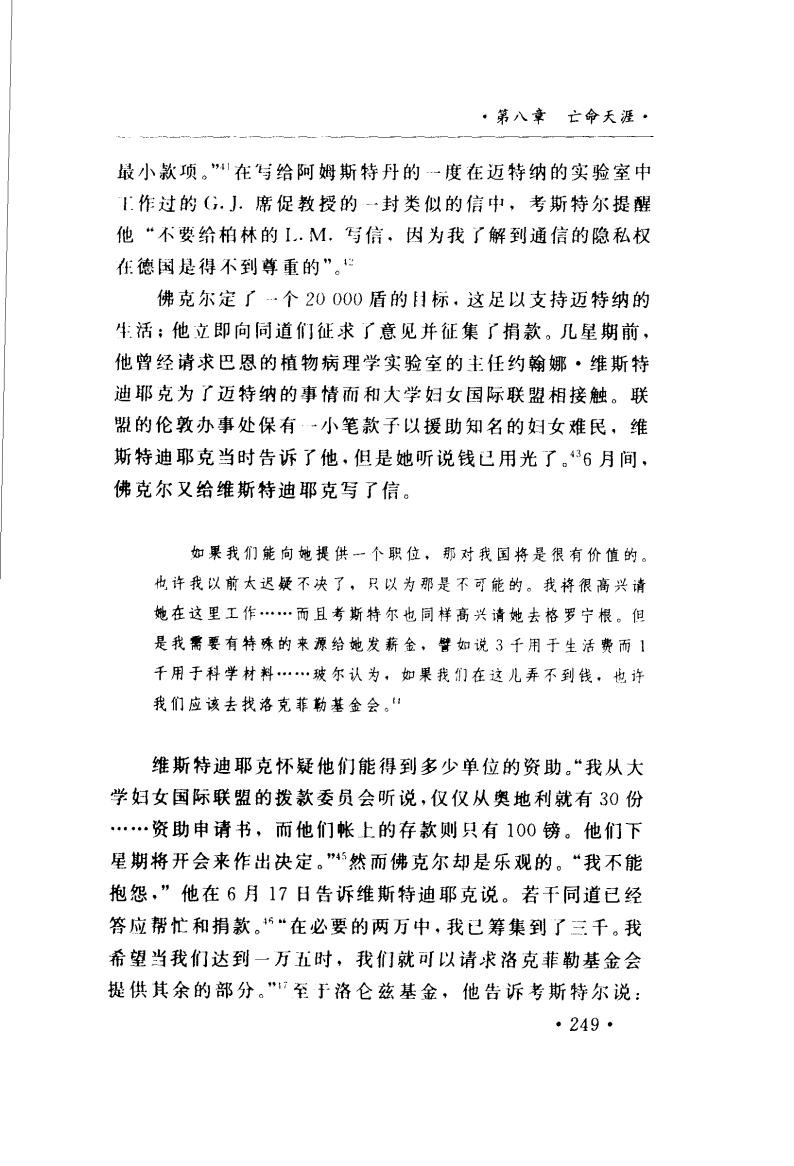 ·第八章 亡命天涯·
最小款项。”⁴¹在写给阿姆斯特丹的一度在迈特纳的实验室中
工作过的G.J.席促教授的一封类似的信中，考斯特尔提醒
他“不要给柏林的L.M.写信，因为我了解到通信的隐私权
在德国是得不到尊重的”。⁴²
佛克尔定了一个20 000盾的目标，这足以支持迈特纳的
生活；他立即向同道们征求了意见并征集了捐款。几星期前，
他曾经请求巴恩的植物病理学实验室的主任约翰娜·维斯特
迪耶克为了迈特纳的事情而和大学妇女国际联盟相接触。联
盟的伦敦办事处保有一小笔款子以援助知名的妇女难民，维
斯特迪耶克当时告诉了他，但是她听说钱已用光了。⁴³6月间，
佛克尔又给维斯特迪耶克写了信。
如果我们能向她提供一个职位，那对我国将是很有价值的。
也许我以前太迟疑不决了，只以为那是不可能的。我将很高兴请
她在这里工作……而且考斯特尔也同样高兴请她去格罗宁根。但
是我需要有特殊的来源给她发薪金，譬如说3千用于生活费而1
千用于科学材料……玻尔认为，如果我们在这儿弄不到钱，也许
我们应该去找洛克菲勒基金会。⁴⁴
维斯特迪耶克怀疑他们能得到多少单位的资助。“我从大
学妇女国际联盟的拨款委员会听说，仅仅从奥地利就有30份
……资助申请书，而他们帐上的存款则只有100镑。他们下
星期将开会来作出决定。”⁴⁵然而佛克尔却是乐观的。“我不能
抱怨，”他在6月17日告诉维斯特迪耶克说。若干同道已经
答应帮忙和捐款。⁴⁶“在必要的两万中，我已筹集到了三千。我
希望当我们达到一万五时，我们就可以请求洛克菲勒基金会
提供其余的部分。”⁴⁷至于洛仑兹基金，他告诉考斯特尔说：
·249·